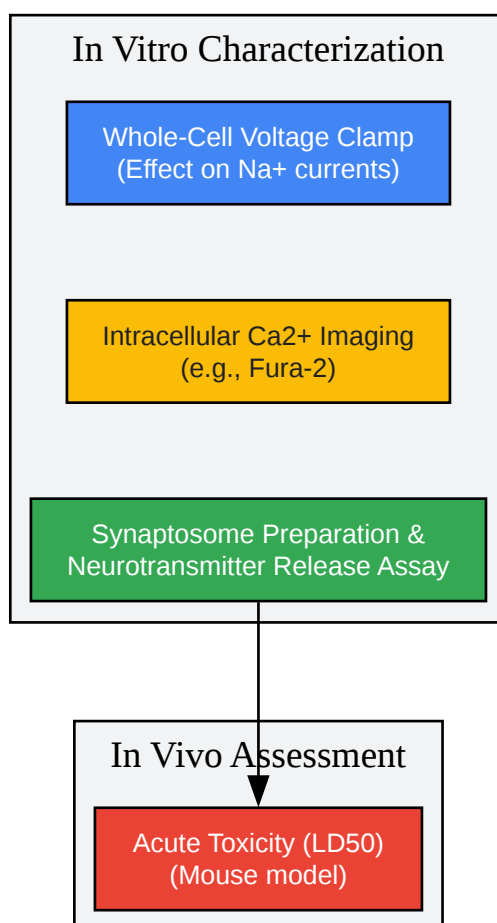 In Vitro Characterization
Whole-Cell Voltage Clamp
(Effect on Na+ currents)
Intracellular Ca2+ Imaging
(e.g., Fura-2)
Synaptosome Preparation &
Neurotransmitter Release Assay
In Vivo Assessment
Acute Toxicity (LD50)
(Mouse model)